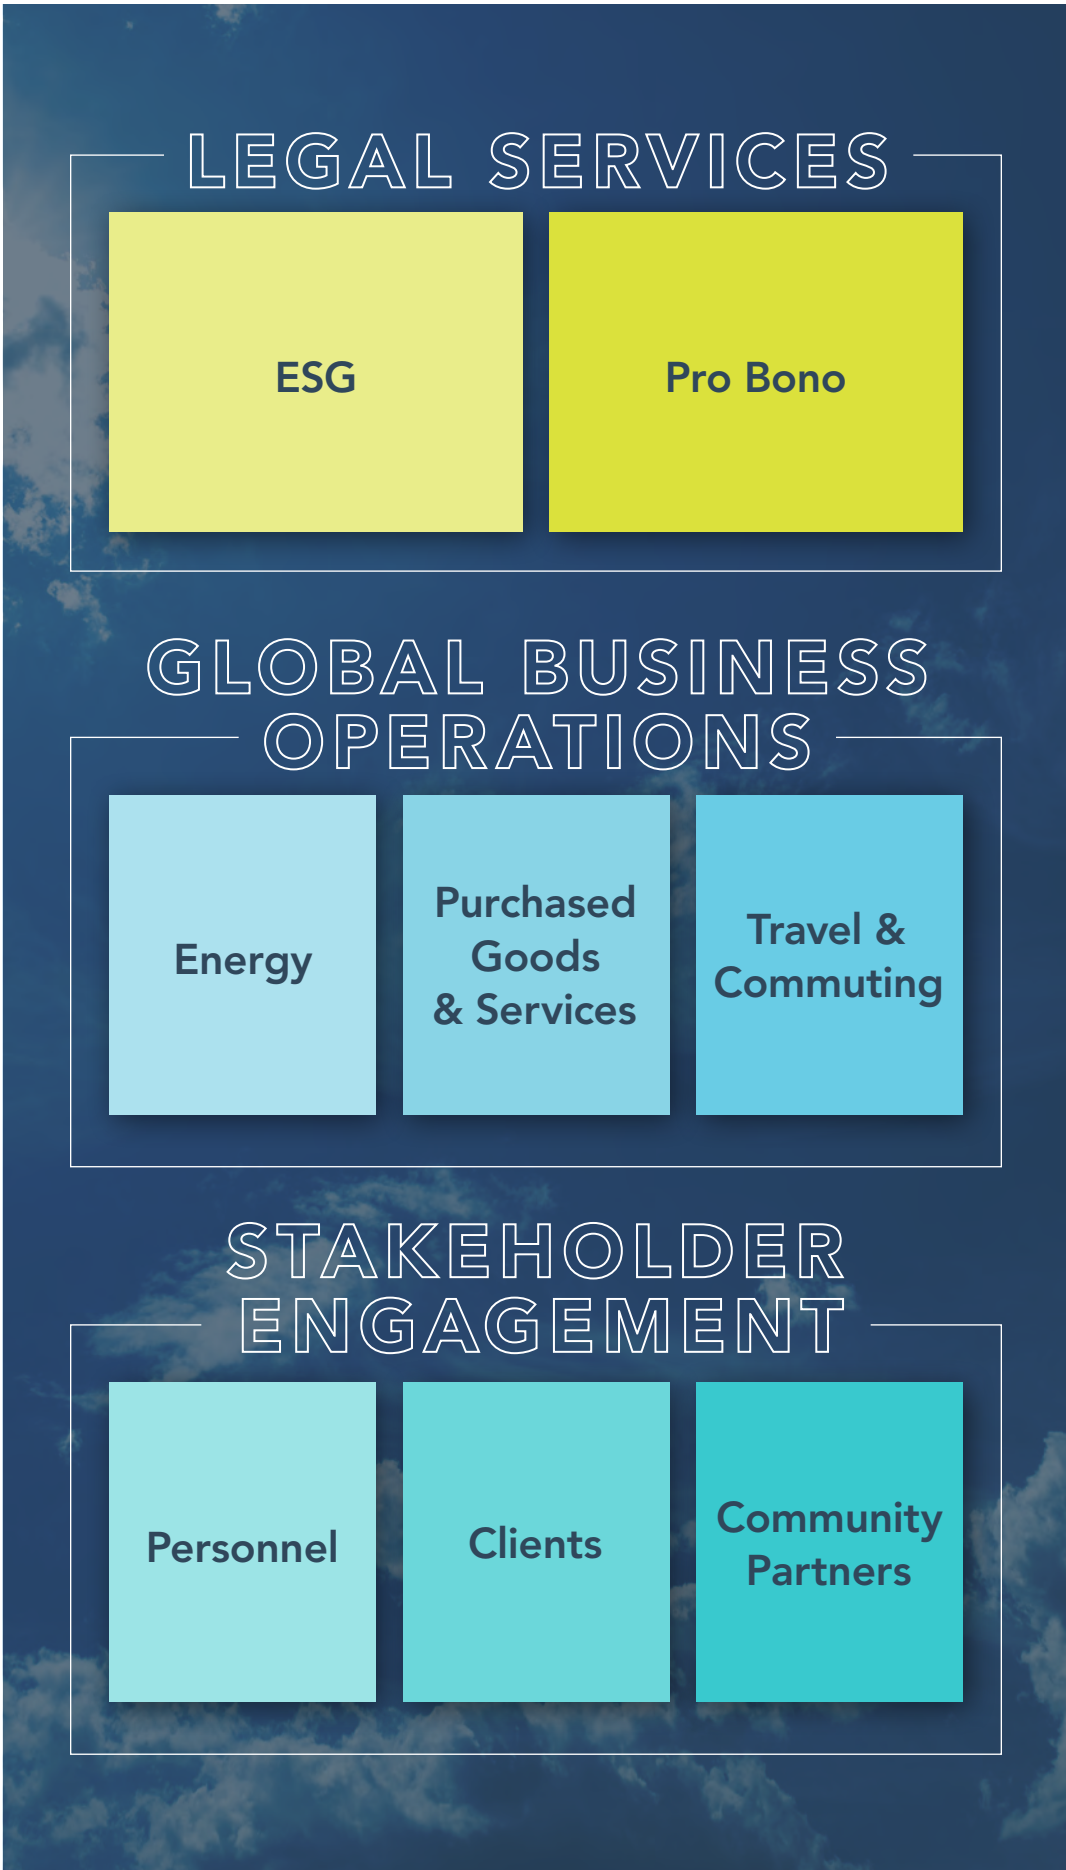 LEGAL SERVICES
ESG
Pro Bono
GLOBAL BUSINESS
OPERATIONS
Energy
Purchased
Goods
& Services
Travel &
Commuting
STAKEHOLDER
ENGAGEMENT
Personnel
Clients
Community
Partners